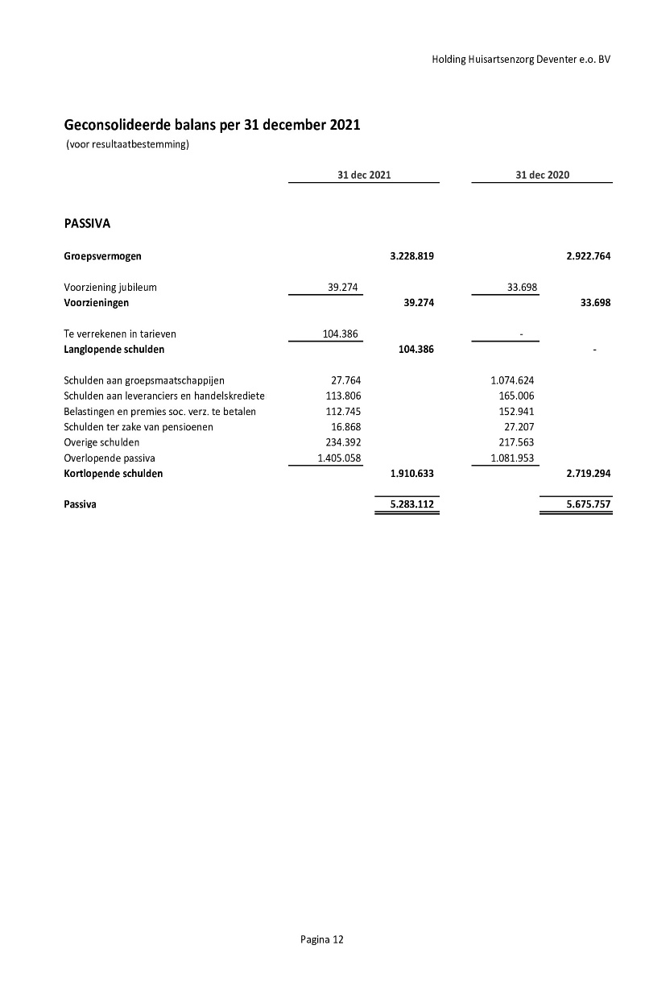 Holding Huisartsenzorg Deventer e.o. BV
Geconsolideerde balans per 31 december 2021
(voor resultaatbestemming)
31 dec 2021 31 dec 2020
PASSIVA
Groepsvermogen 3.228.819 2.922.764
Voorziening jubileum 39.274 33.698
Voorzieningen 39.274 33.698
Te verrekenen in tarieven 104.386 -
Langlopende schulden 104.386 -
Schulden aan groepsmaatschappijen 27.764 1.074.624
Schulden aan leveranciers en handelskrediete 113.806 165.006
Belastingen en premies soc. verz. te betalen 112.745 152.941
Schulden ter zake van pensioenen 16.868 27.207
Overige schulden 234.392 217.563
Overlopende passiva 1.405.058 1.081.953
Kortlopende schulden 1.910.633 2.719.294
Passiva 5.283.112 5.675.757
Pagina 12